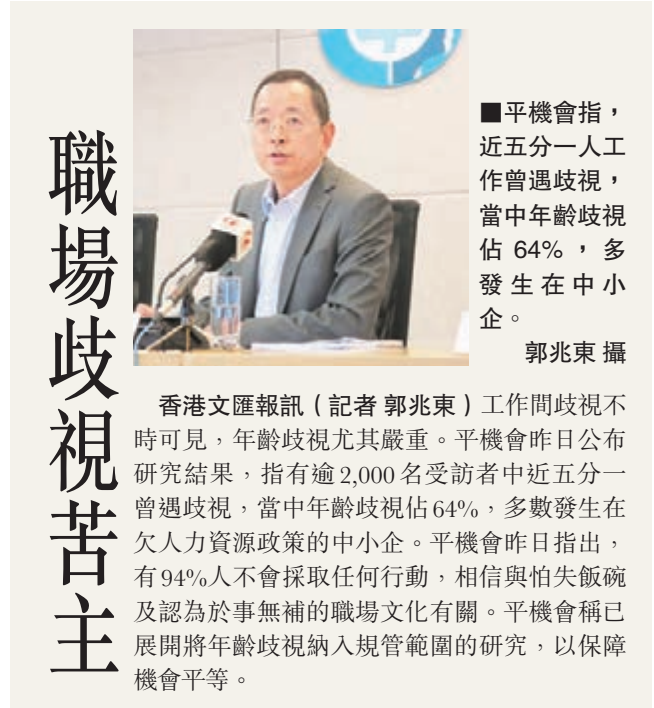 職場歧視苦主
■平機會指，
近五分一人工
作曾遇歧視，
當中年齡歧視
佔 64%，多
發生在中小
企。
郭兆東 攝
香港文匯報訊（記者 郭兆東）工作間歧視不
時可見，年齡歧視尤其嚴重。平機會昨日公布
研究結果，指有逾2,000名受訪者中近五分一
曾遇歧視，當中年齡歧視佔64%，多數發生在
欠人力資源政策的中小企。平機會昨日指出，
有94%人不會採取任何行動，相信與怕失飯碗
及認為於事無補的職場文化有關。平機會稱已
展開將年齡歧視納入規管範圍的研究，以保障
機會平等。